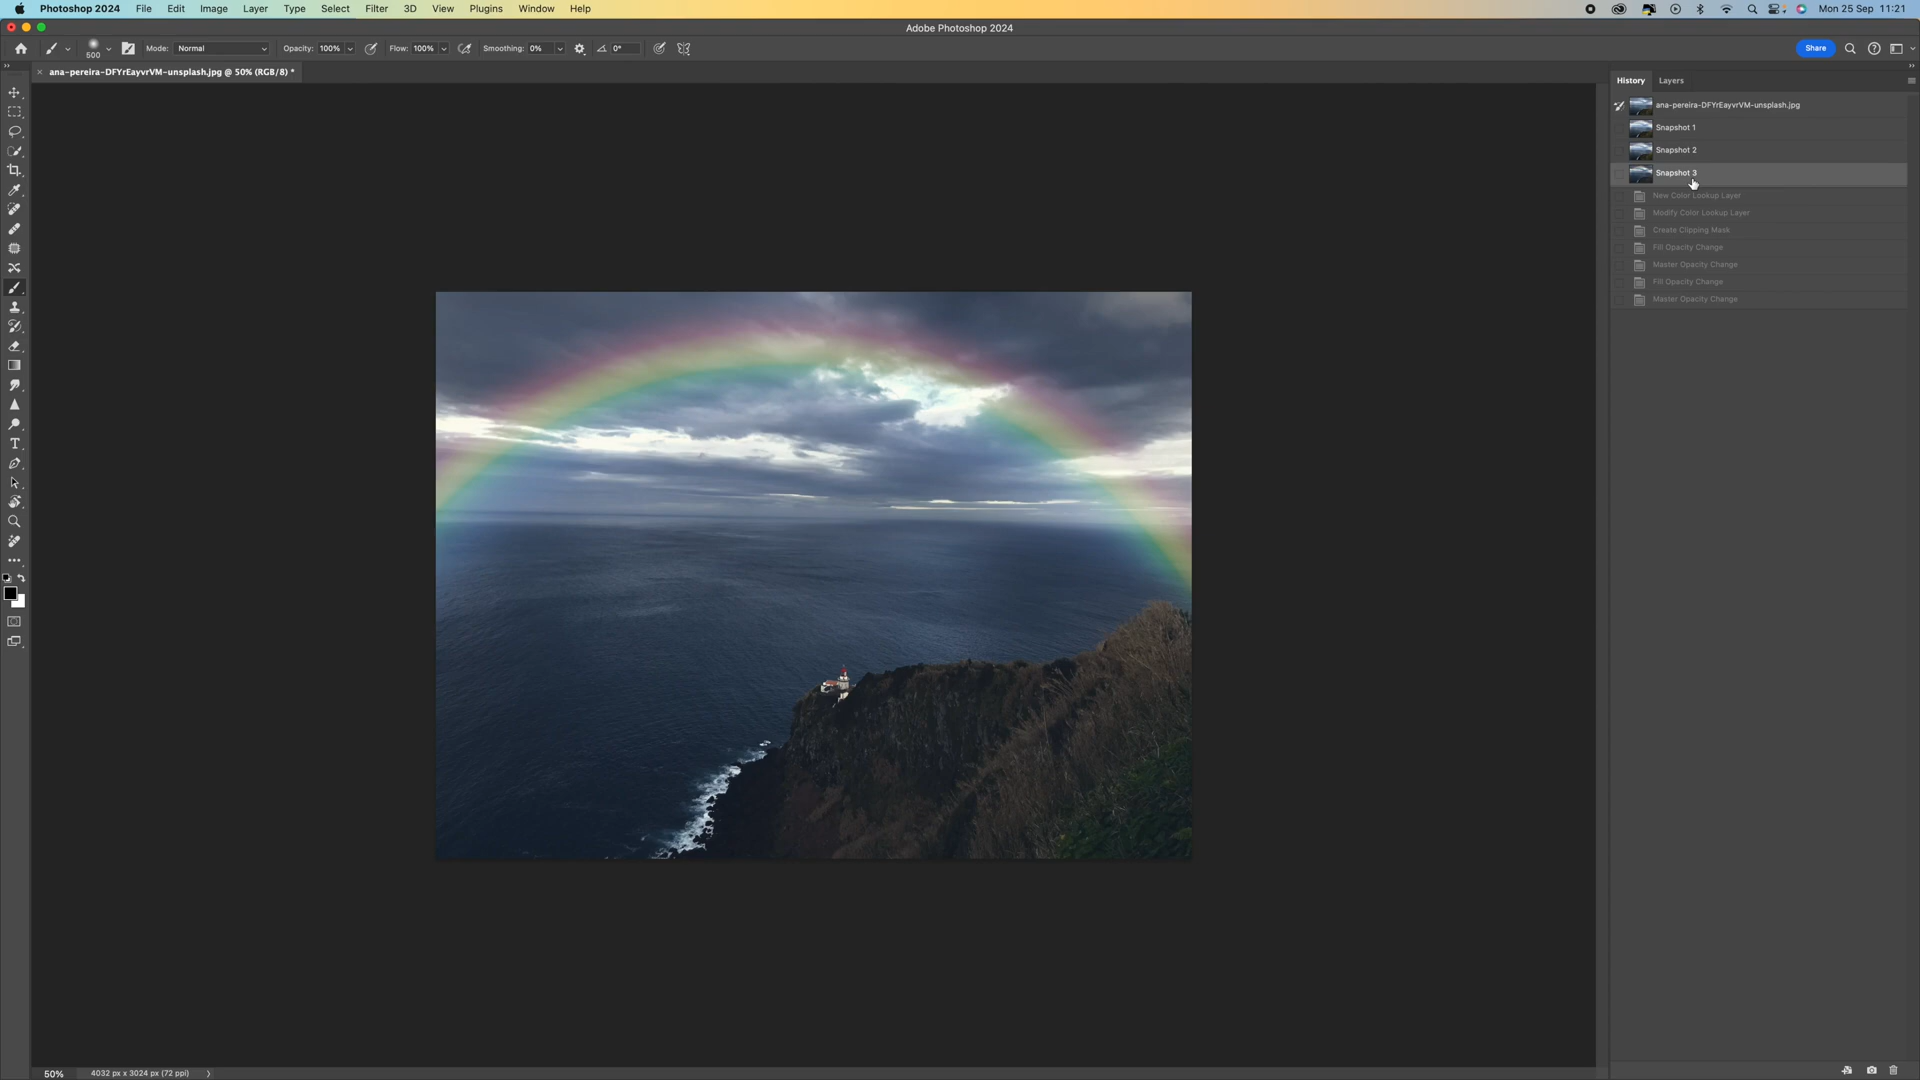 Photoshop 2024 File Edit Image Layer Type Select Filter 3D View Plugins Window Help Mon 25 Sep 11:21
Adobe Photoshop 2024
500 Mode: Normal Opacity: 100% Flow: 100% Smoothing: 0% 0° Share
× ana-pereira-DFYrEayvrVM-unsplash.jpg @ 50% (RGB/8) *
History Layers
ana-pereira-DFYrEayvrVM-unsplash.jpg
Snapshot 1
Snapshot 2
Snapshot 3
New Color Lookup Layer
Modify Color Lookup Layer
Create Clipping Mask
Fill Opacity Change
Master Opacity Change
Fill Opacity Change
Master Opacity Change
50% 4032 px x 3024 px (72 ppi)